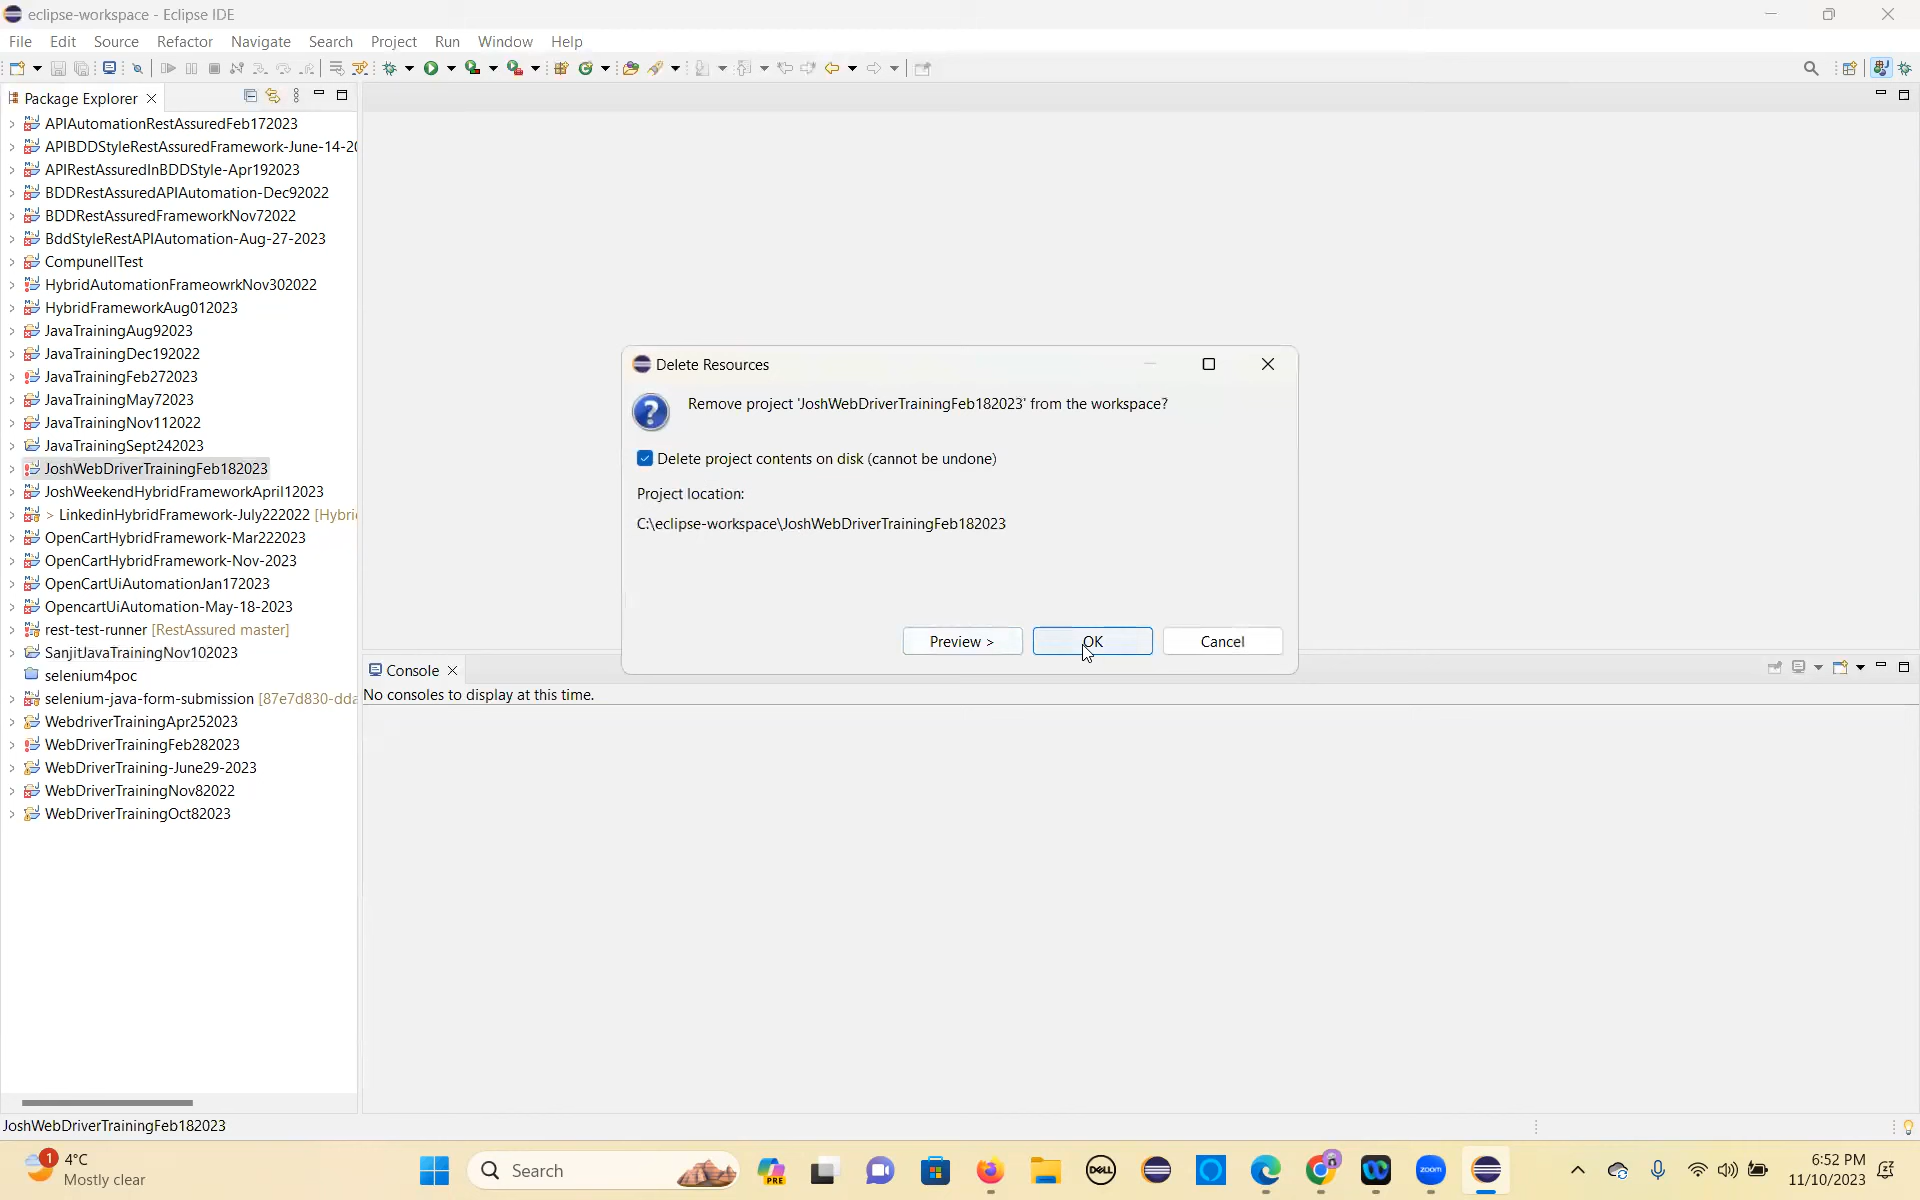 eclipse-workspace - Eclipse IDE
File Edit Source Refactor Navigate Search Project Run Window Help
Package Explorer
APIAutomationRestAssuredFeb172023
APIBDDStyleRestAssuredFramework-June-14-20
APIRestAssuredInBDDStyle-Apr192023
BDDRestAssuredAPIAutomation-Dec92022
BDDRestAssuredFrameworkNov72022
BddStyleRestAPIAutomation-Aug-27-2023
CompunellTest
HybridAutomationFrameowrkNov302022
HybridFrameworkAug012023
JavaTrainingAug92023
JavaTrainingDec192022
JavaTrainingFeb272023
JavaTrainingMay72023
JavaTrainingNov112022
JavaTrainingSept242023
JoshWebDriverTrainingFeb182023
JoshWeekendHybridFrameworkApril12023
> LinkedinHybridFramework-July222022 [Hybri
OpenCartHybridFramework-Mar222023
OpenCartHybridFramework-Nov-2023
OpenCartUiAutomationJan172023
OpencartUiAutomation-May-18-2023
rest-test-runner [RestAssured master]
SanjitJavaTrainingNov102023
selenium4poc
selenium-java-form-submission [87e7d830-dda
WebdriverTrainingApr252023
WebDriverTrainingFeb282023
WebDriverTraining-June29-2023
WebDriverTrainingNov82022
WebDriverTrainingOct82023
Delete Resources
Remove project 'JoshWebDriverTrainingFeb182023' from the workspace?
Delete project contents on disk (cannot be undone)
Project location:
C:\eclipse-workspace\JoshWebDriverTrainingFeb182023
Preview > OK Cancel
Console
No consoles to display at this time.
JoshWebDriverTrainingFeb182023
1
4°C
Mostly clear
Search
PRE
DELL
zoom
6:52 PM
11/10/2023